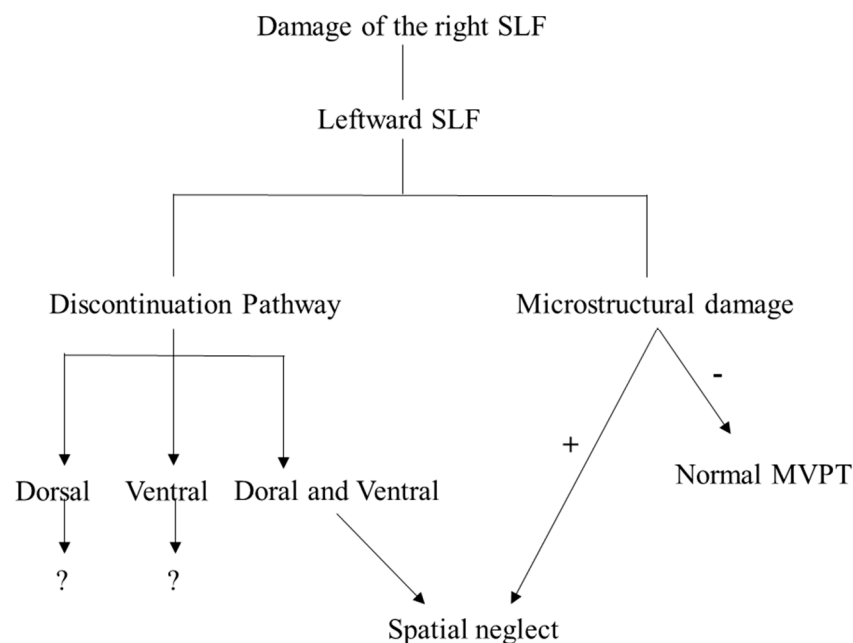 Damage of the right SLF
Leftward SLF
Discontinuation Pathway
Microstructural damage
-
+
Normal MVPT
Dorsal
Ventral
Doral and Ventral
?
?
Spatial neglect